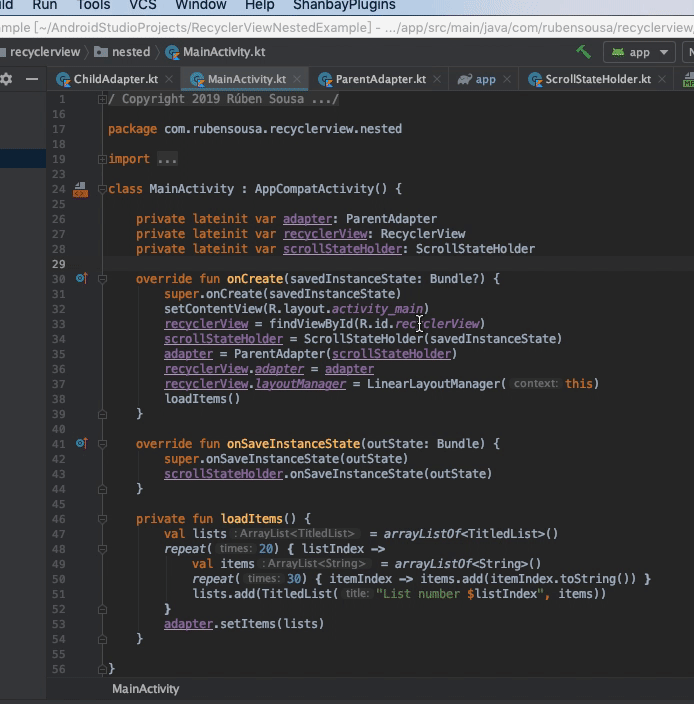 ld Run Tools VCS Window Help ShanbayPlugins
mple [~/AndroidStudioProjects/RecyclerViewNestedExample] - .../app/src/main/java/com/rubensousa/recyclerview/
recyclerview nested MainActivity.kt app
ChildAdapter.kt MainActivity.kt ParentAdapter.kt app ScrollStateHolder.kt
1 / Copyright 2019 Rúben Sousa .../
16
17 package com.rubensousa.recyclerview.nested
18
19 import ...
23
24 class MainActivity : AppCompatActivity() {
25
26 private lateinit var adapter: ParentAdapter
27 private lateinit var recyclerView: RecyclerView
28 private lateinit var scrollStateHolder: ScrollStateHolder
29
30 override fun onCreate(savedInstanceState: Bundle?) {
31 super.onCreate(savedInstanceState)
32 setContentView(R.layout.activity_main)
33 recyclerView = findViewById(R.id.recyclerView)
34 scrollStateHolder = ScrollStateHolder(savedInstanceState)
35 adapter = ParentAdapter(scrollStateHolder)
36 recyclerView.adapter = adapter
37 recyclerView.layoutManager = LinearLayoutManager( context: this)
38 loadItems()
39 }
40
41 override fun onSaveInstanceState(outState: Bundle) {
42 super.onSaveInstanceState(outState)
43 scrollStateHolder.onSaveInstanceState(outState)
44 }
45
46 private fun loadItems() {
47 val lists : ArrayList<TitledList> = arrayListOf<TitledList>()
48 repeat( times: 20) { listIndex ->
49 val items : ArrayList<String> = arrayListOf<String>()
50 repeat( times: 30) { itemIndex -> items.add(itemIndex.toString()) }
51 lists.add(TitledList( title: "List number $listIndex", items))
52 }
53 adapter.setItems(lists)
54 }
55
56 }
MainActivity